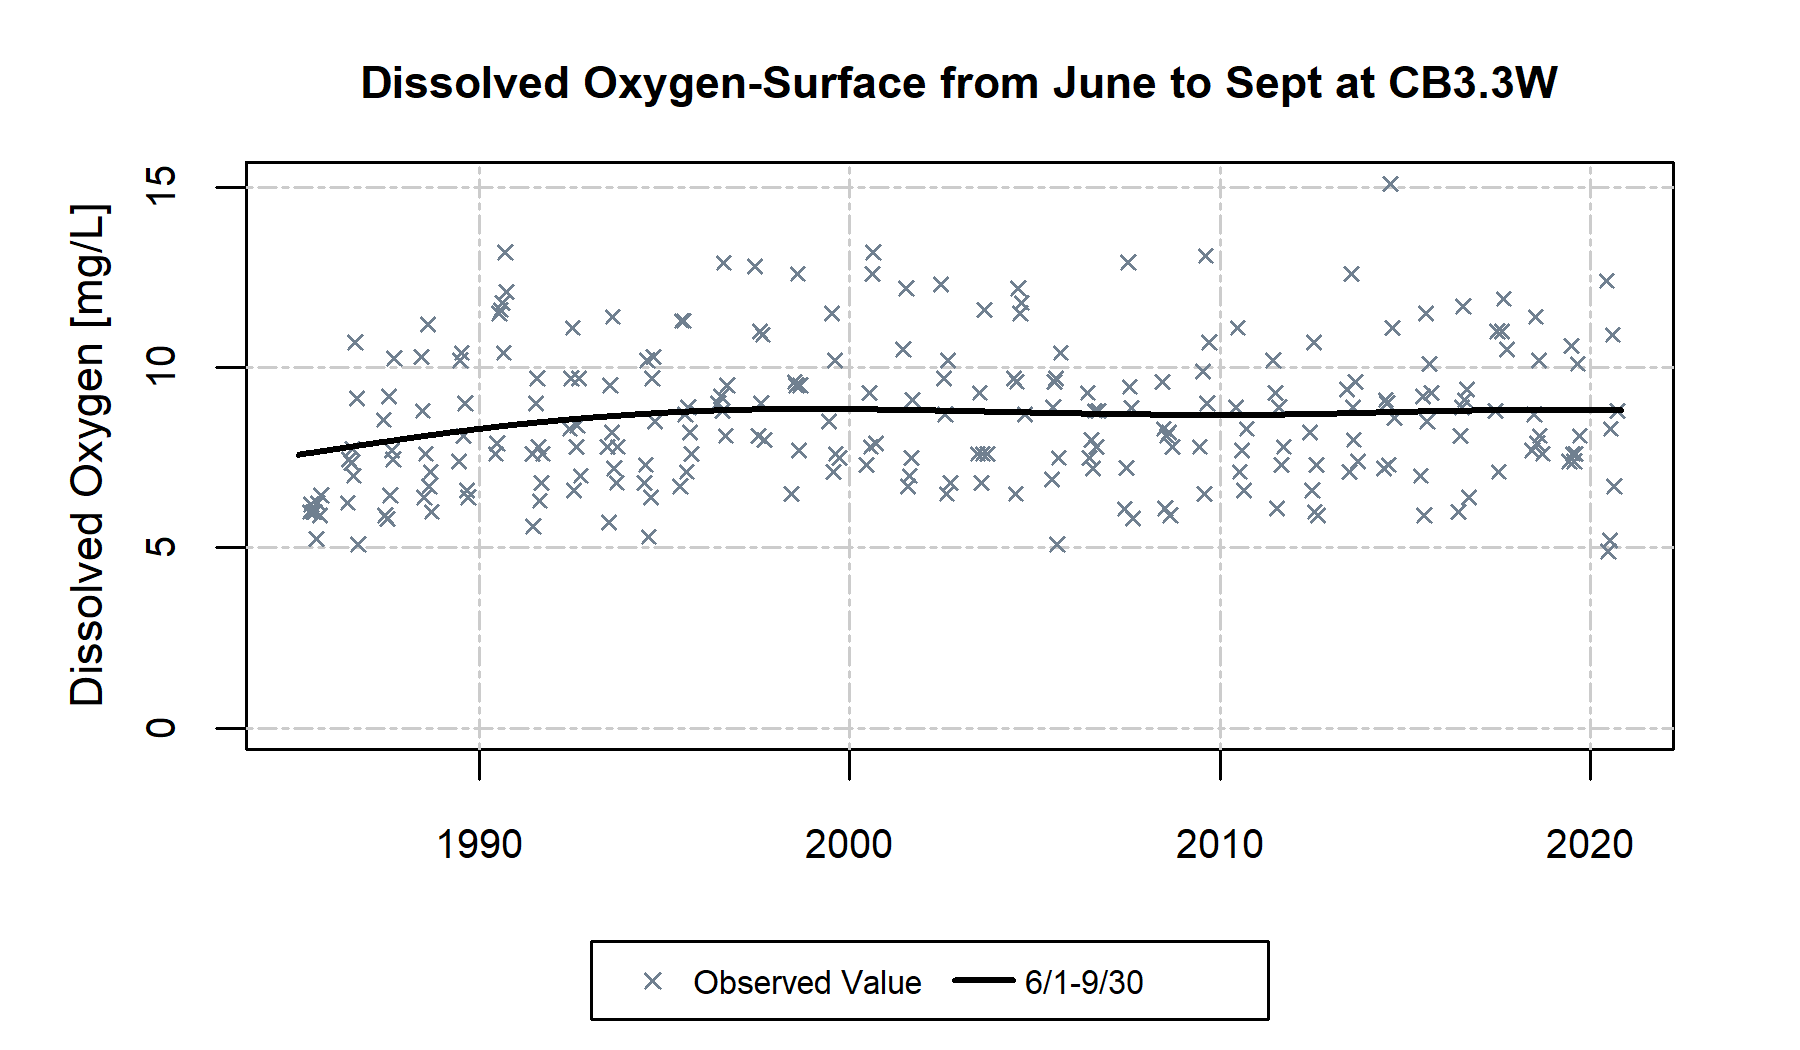 Dissolved Oxygen-Surface from June to Sept at CB3.3W
Dissolved Oxygen [mg/L]
15
10
5
0
1990 2000 2010 2020
Observed Value 6/1-9/30